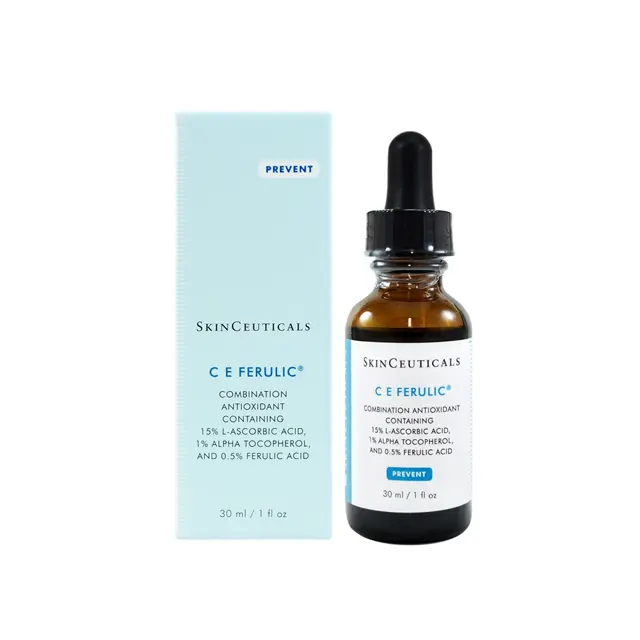 PREVENT
SKINCEUTICALS
C E FERULIC®
COMBINATION
ANTIOXIDANT
CONTAINING
15% L-ASCORBIC ACID,
1% ALPHA TOCOPHEROL,
AND 0.5% FERULIC ACID
30 ml / 1 fl oz
SKINCEUTICALS
C E FERULIC®
COMBINATION ANTIOXIDANT
CONTAINING
15% L-ASCORBIC ACID,
1% ALPHA TOCOPHEROL,
AND 0.5% FERULIC ACID
PREVENT
30 ml / 1 fl oz